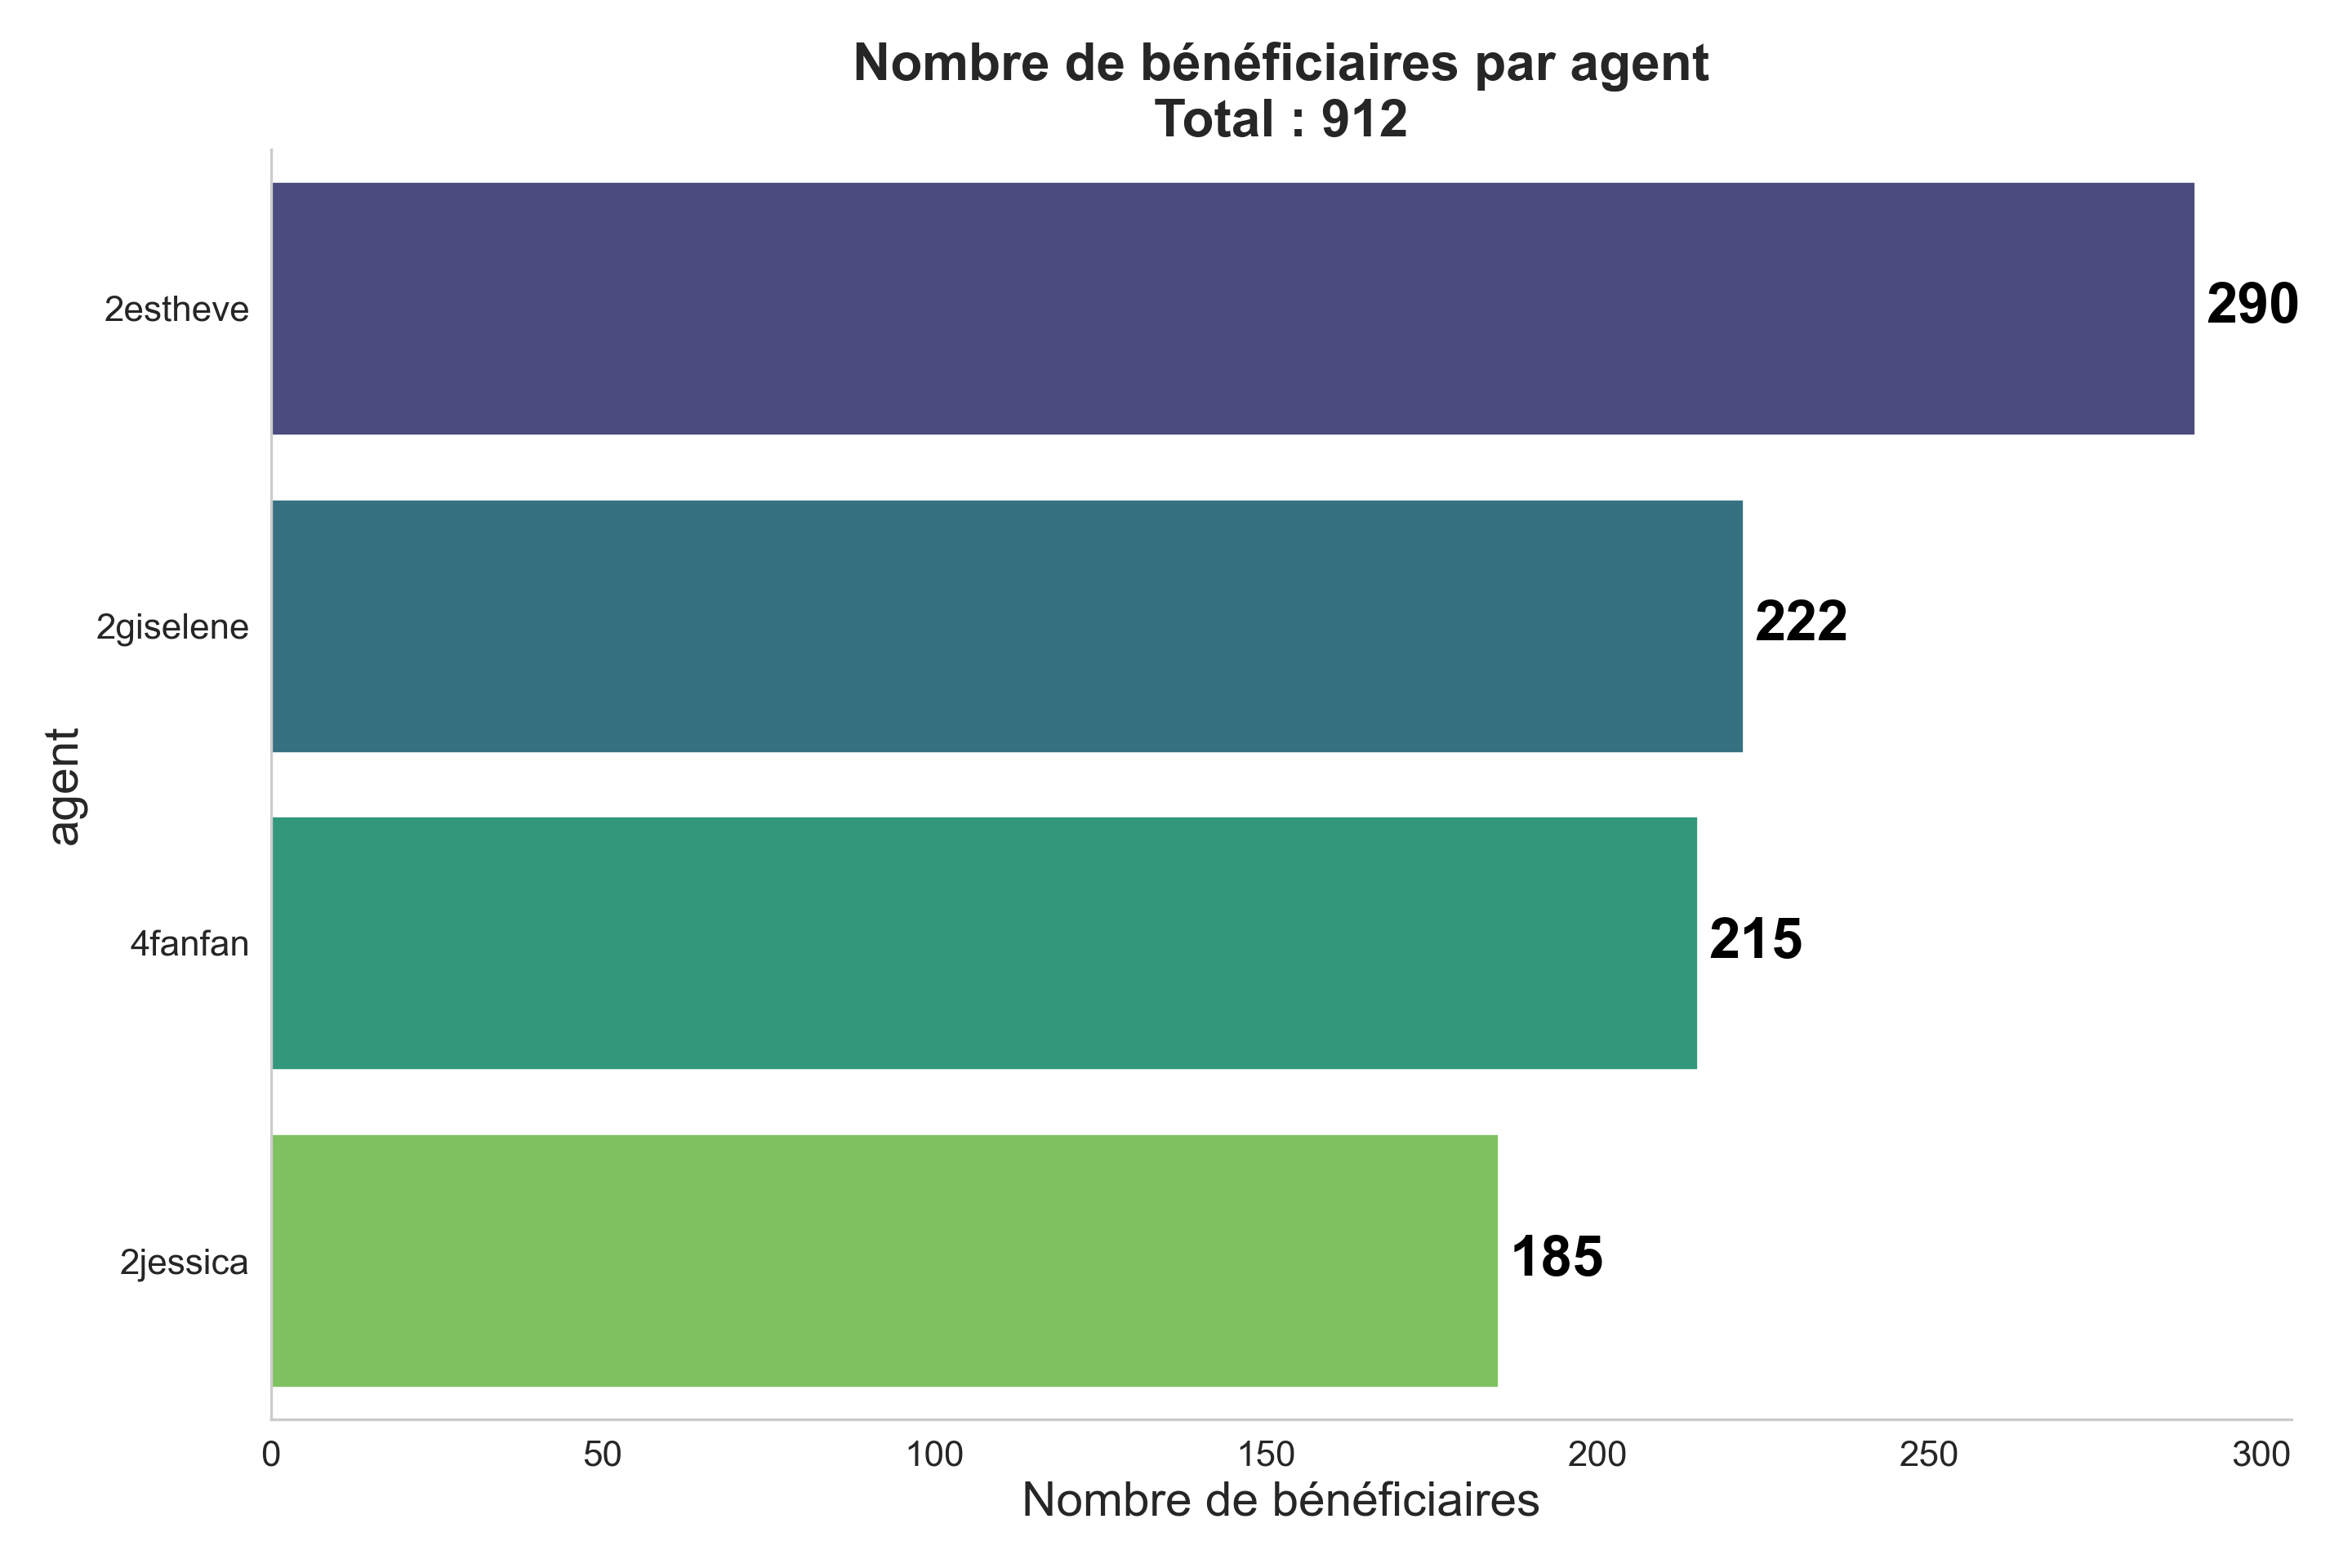 Nombre de bénéficiaires par agent
Total : 912
2estheve
290
2giselene
222
agent
4fanfan
215
2jessica
185
0 50 100 150 200 250 300
Nombre de bénéficiaires